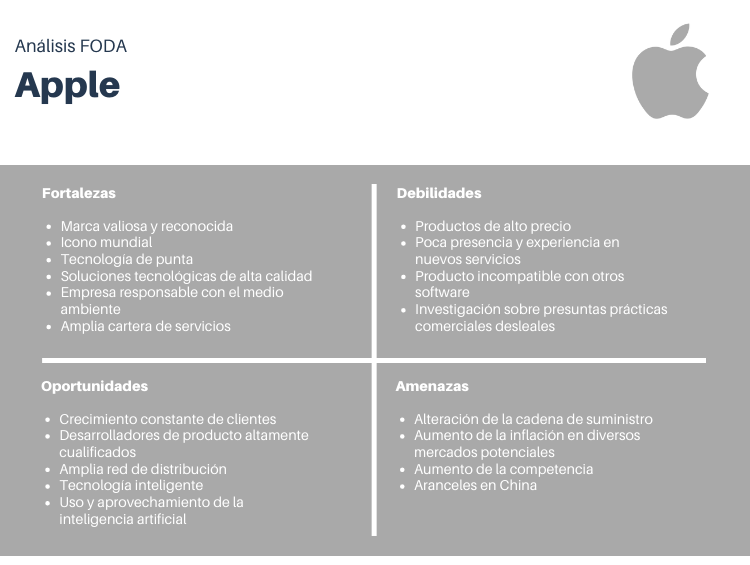 Análisis FODA
Apple
Fortalezas
• Marca valiosa y reconocida
• Icono mundial
• Tecnología de punta
• Soluciones tecnológicas de alta calidad
• Empresa responsable con el medio
ambiente
• Amplia cartera de servicios
Debilidades
• Productos de alto precio
• Poca presencia y experiencia en
nuevos servicios
• Producto incompatible con otros
software
• Investigación sobre presuntas prácticas
comerciales desleales
Oportunidades
• Crecimiento constante de clientes
• Desarrolladores de producto altamente
cualificados
• Amplia red de distribución
• Tecnología inteligente
• Uso y aprovechamiento de la
inteligencia artificial
Amenazas
• Alteración de la cadena de suministro
• Aumento de la inflación en diversos
mercados potenciales
• Aumento de la competencia
• Aranceles en China